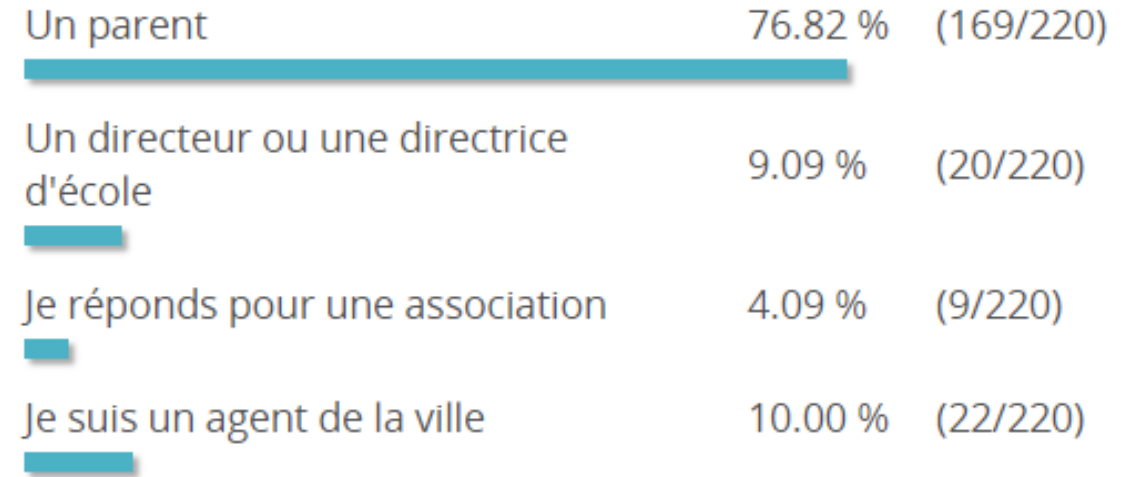 Un parent 76.82 % (169/220)
Un directeur ou une directrice
d'école 9.09 % (20/220)
Je réponds pour une association 4.09 % (9/220)
Je suis un agent de la ville 10.00 % (22/220)